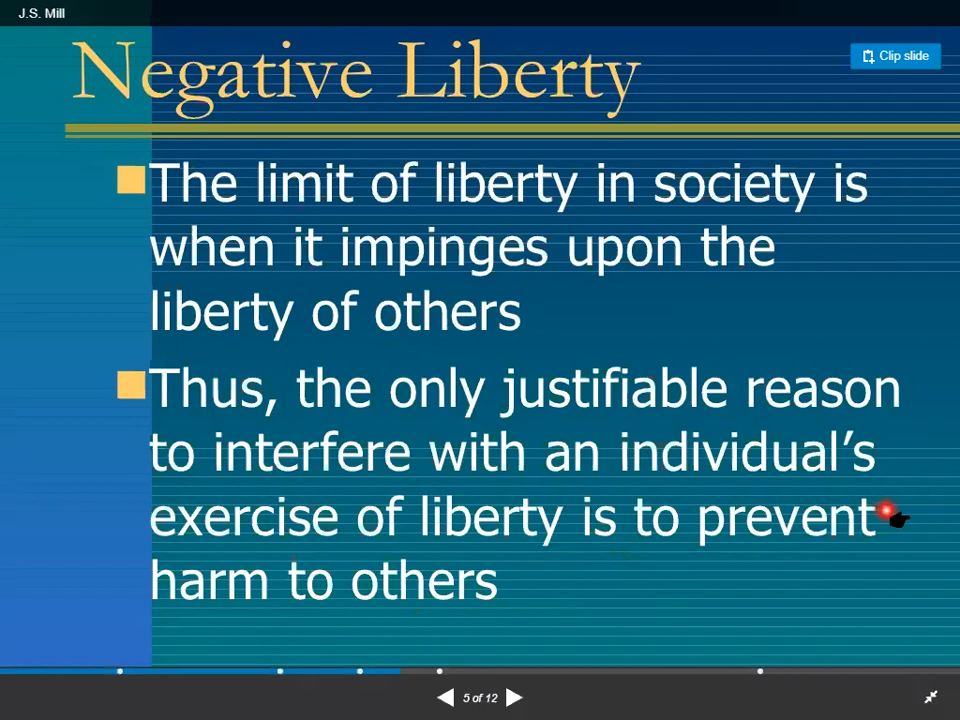 J.S. Mill
Negative Liberty
Clip slide
The limit of liberty in society is
when it impinges upon the
liberty of others
Thus, the only justifiable reason
to interfere with an individual’s
exercise of liberty is to prevent
harm to others
5 of 12